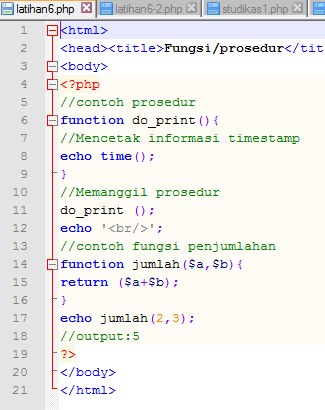 latihan6.php latihan6-2.php studikas1.php
1 <html>
2 <head><title>Fungsi/prosedur</tit
3 <body>
4 <?php
5 //contoh prosedur
6 function do_print(){
7 //Mencetak informasi timestamp
8 echo time();
9 }
10 //Memanggil prosedur
11 do_print ();
12 echo '<br/>';
13 //contoh fungsi penjumlahan
14 function jumlah($a,$b){
15 return ($a+$b);
16 }
17 echo jumlah(2,3);
18 //output:5
19 ?>
20 </body>
21 </html>